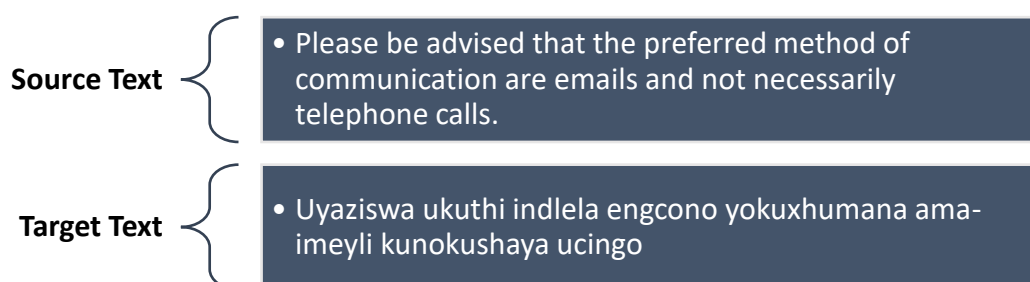 Source Text
• Please be advised that the preferred method of
communication are emails and not necessarily
telephone calls.
Target Text
• Uyaziswa ukuthi indlela engcono yokuxhumana ama-
imeyli kunokushaya ucingo